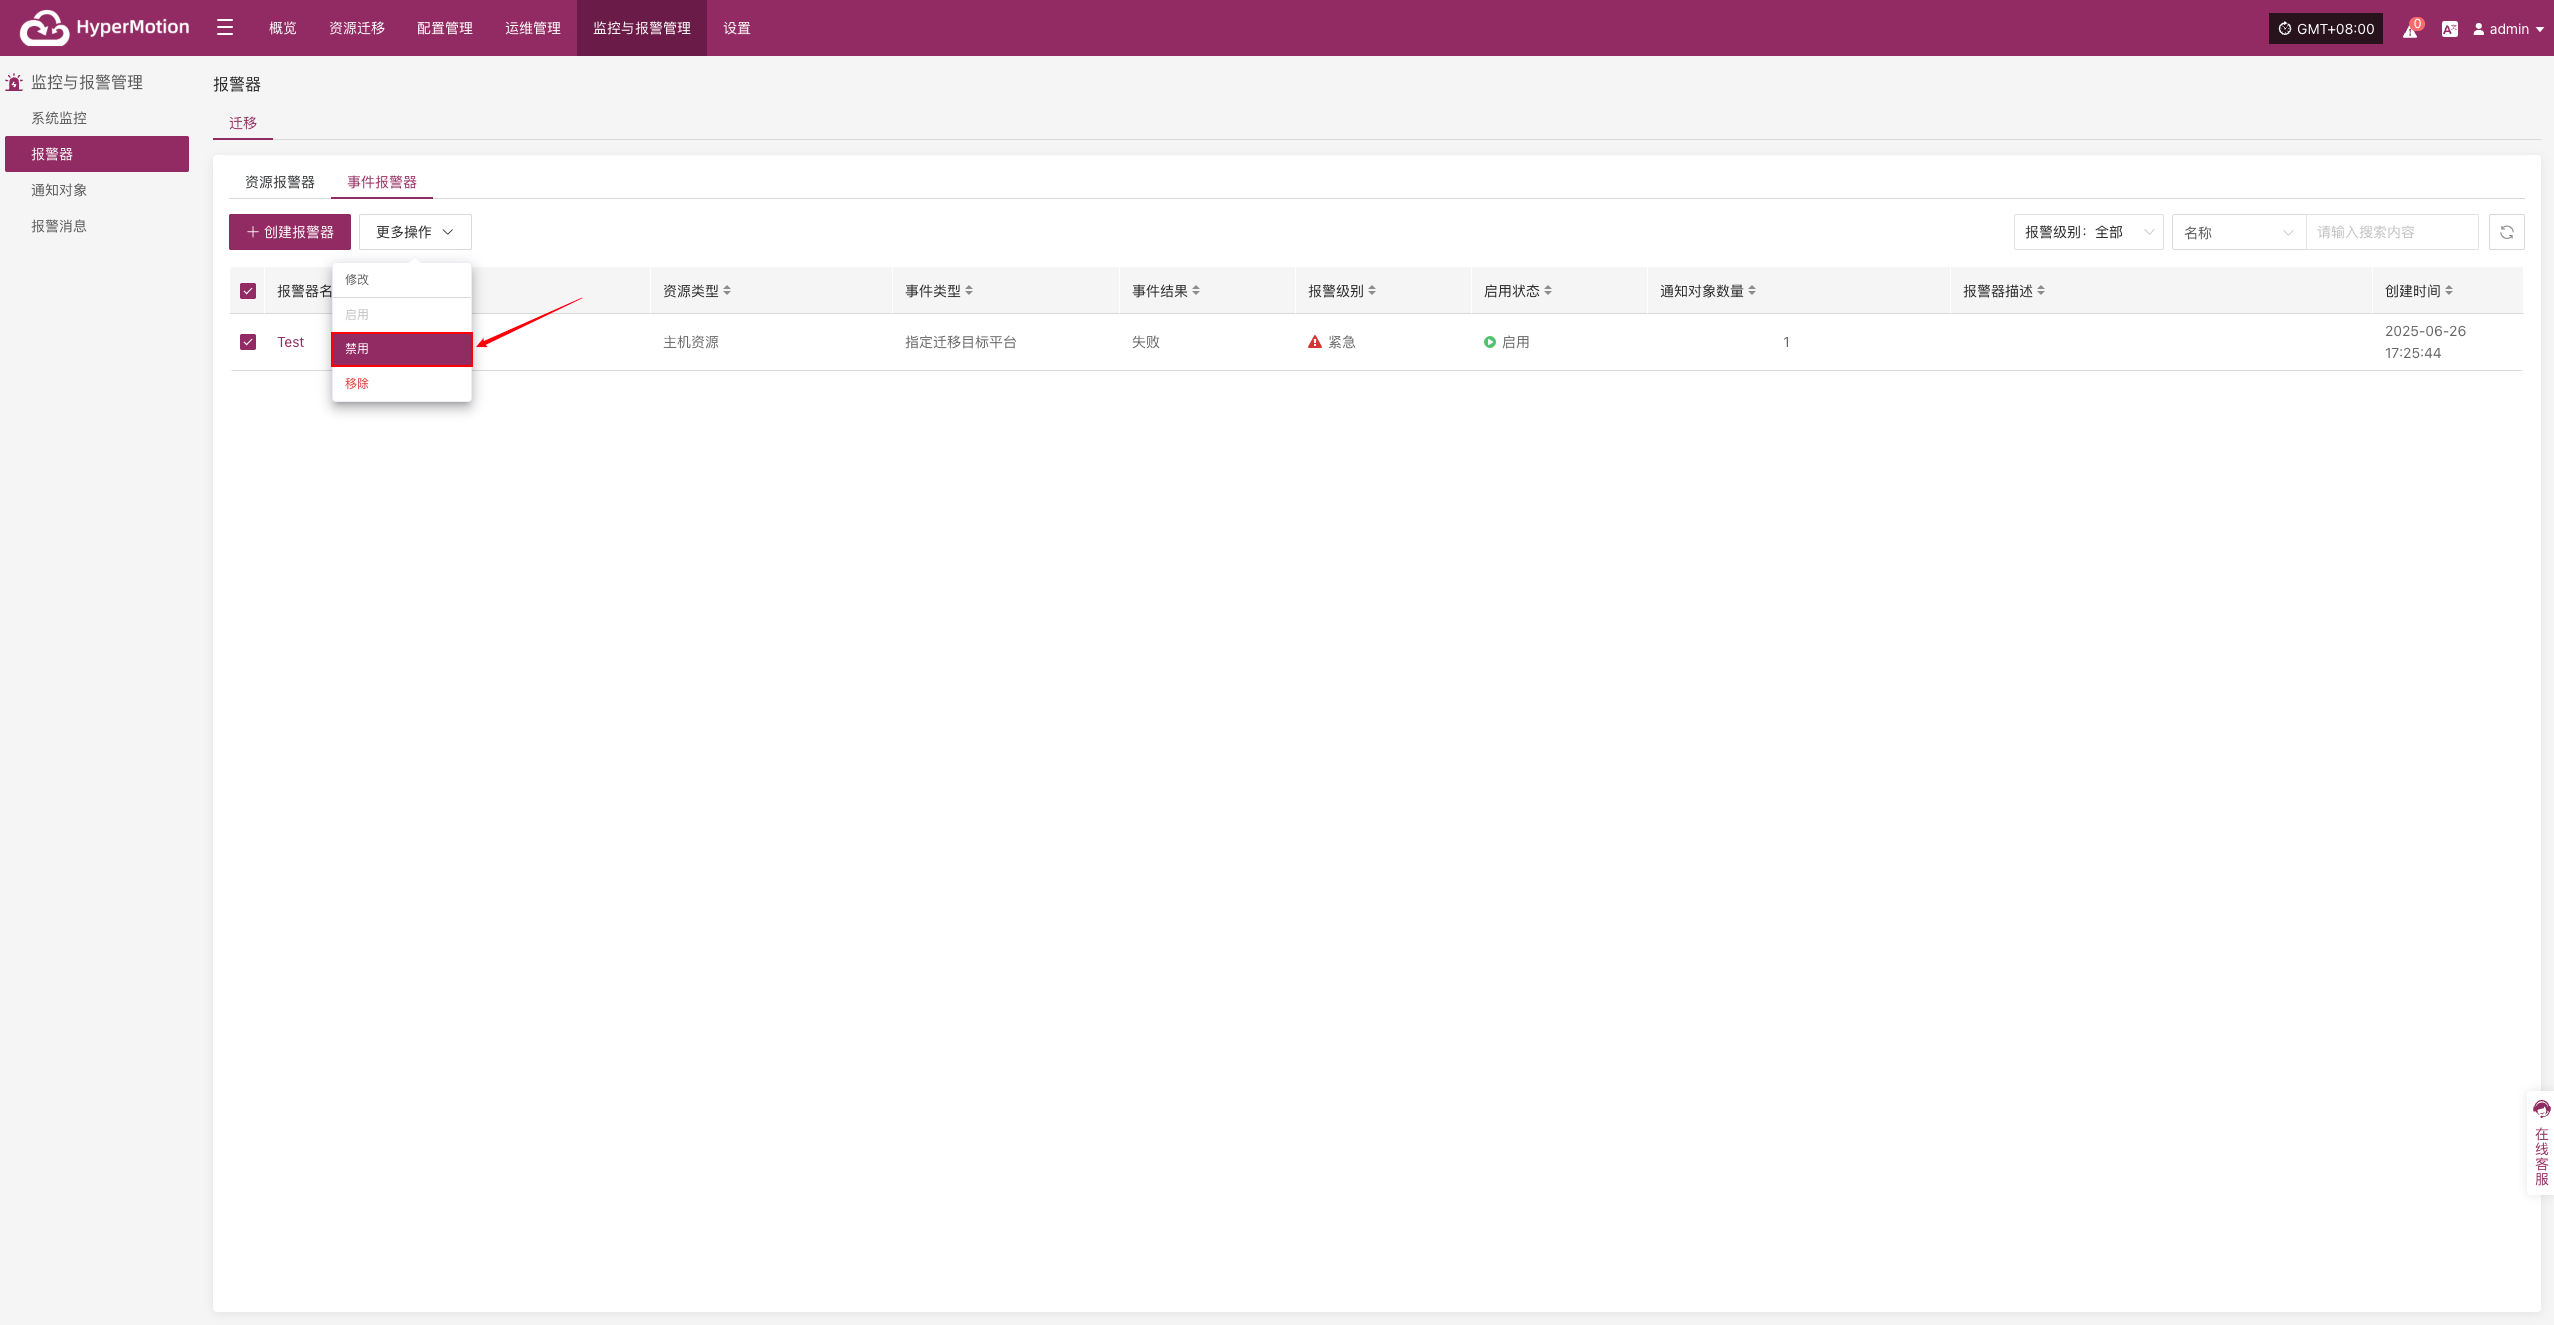 HyperMotion
概览
资源迁移
配置管理
运维管理
监控与报警管理
设置
GMT+08:00
0
admin
监控与报警管理
系统监控
报警器
通知对象
报警消息
报警器
迁移
资源报警器
事件报警器
创建报警器
更多操作
报警级别：全部
名称
请输入搜索内容
修改
启用
禁用
移除
报警器名
资源类型
事件类型
事件结果
报警级别
启用状态
通知对象数量
报警器描述
创建时间
Test
主机资源
指定迁移目标平台
失败
紧急
启用
1
2025-06-26
17:25:44
在线客服